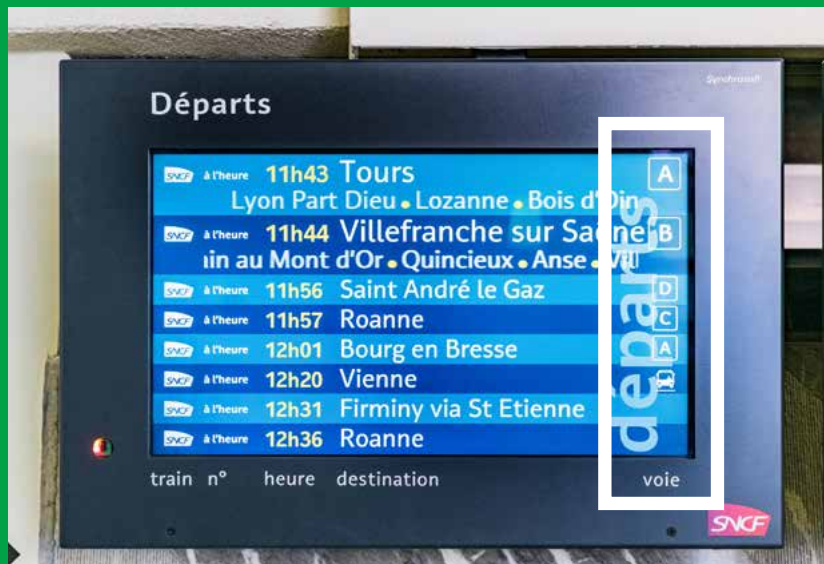 Synchronoit
Départs
SNCF à l'heure 11h43 Tours A
Lyon Part Dieu • Lozanne • Bois d'Oin
SNCF à l'heure 11h44 Villefranche sur Saône B
in au Mont d'Or • Quincieux • Anse • Vill
SNCF à l'heure 11h56 Saint André le Gaz D
SNCF à l'heure 11h57 Roanne C
SNCF à l'heure 12h01 Bourg en Bresse A
SNCF à l'heure 12h20 Vienne
SNCF à l'heure 12h31 Firminy via St Etienne
SNCF à l'heure 12h36 Roanne
départs
train n° heure destination voie
SNCF